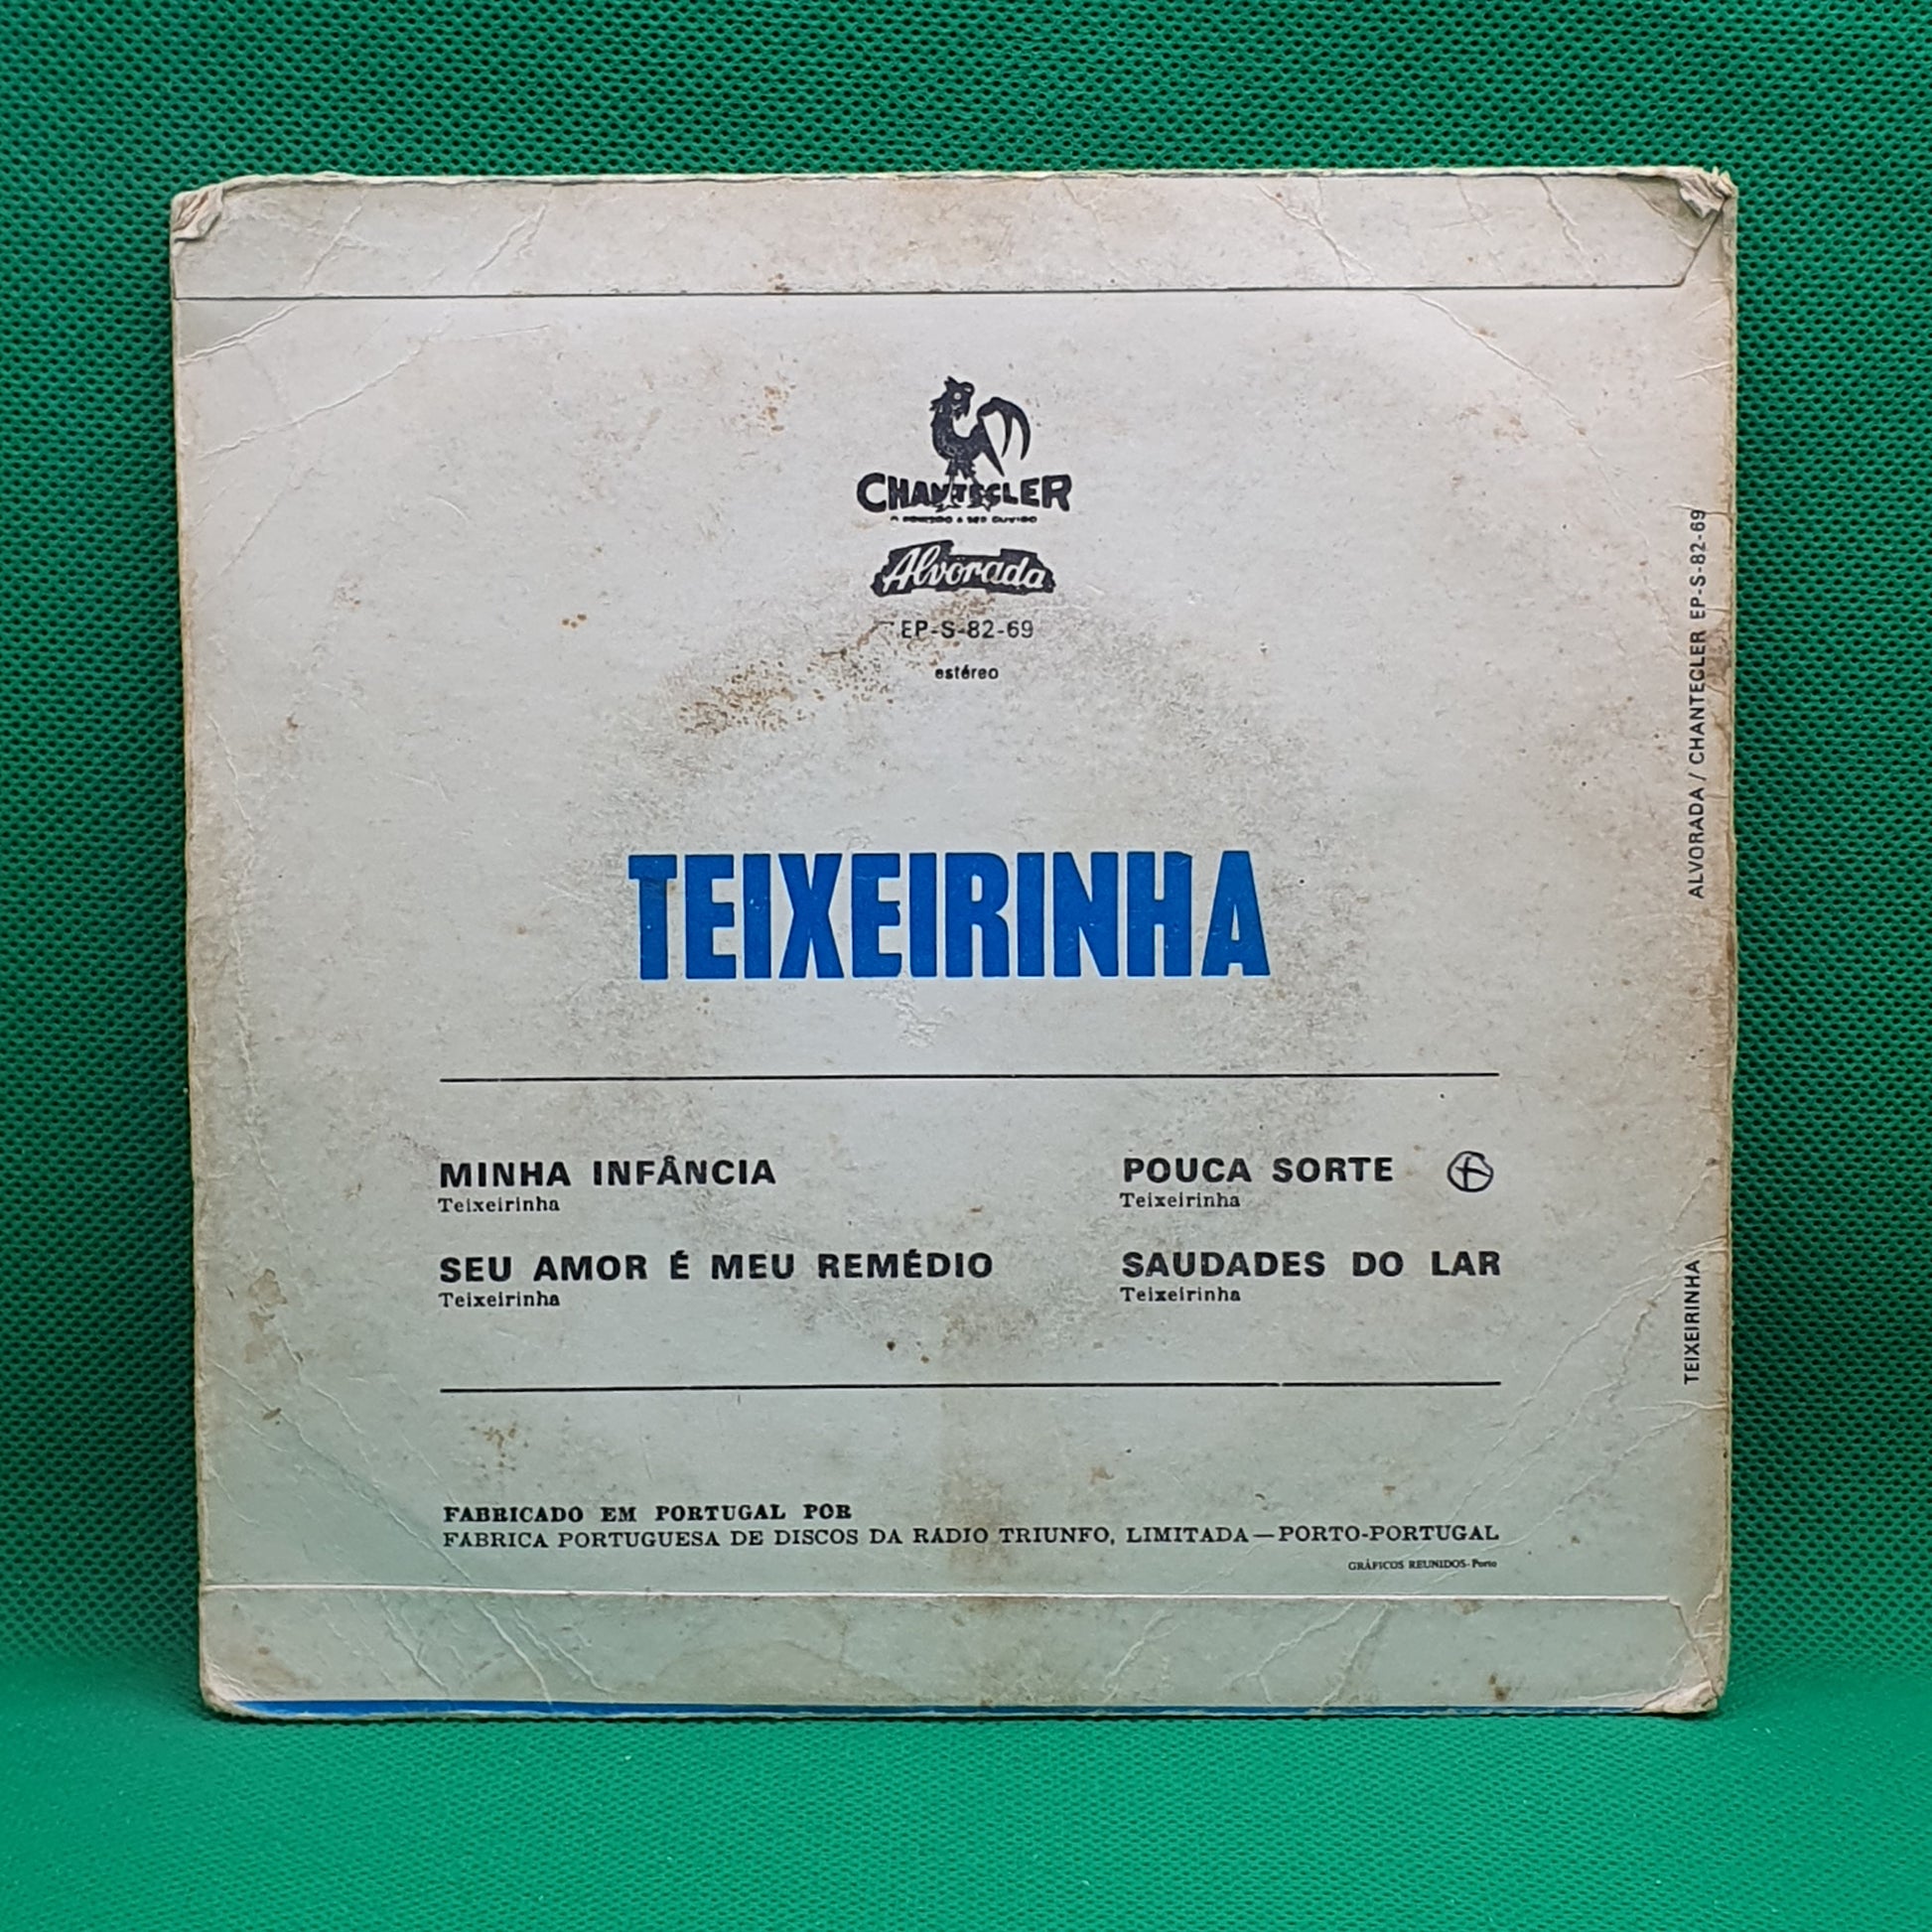 CHANTECLER
Alvorada
EP-S-82-69
estéreo
TEIXEIRINHA
MINHA INFÂNCIA
Teixeirinha
SEU AMOR É MEU REMÉDIO
Teixeirinha
POUCA SORTE
Teixeirinha
SAUDADES DO LAR
Teixeirinha
FABRICADO EM PORTUGAL POR
FÁBRICA PORTUGUESA DE DISCOS DA RÁDIO TRIUNFO, LIMITADA — PORTO-PORTUGAL
GRÁFICOS REUNIDOS-Porto
ALVORADA / CHANTECLER EP-S-82-69
TEIXEIRINHA